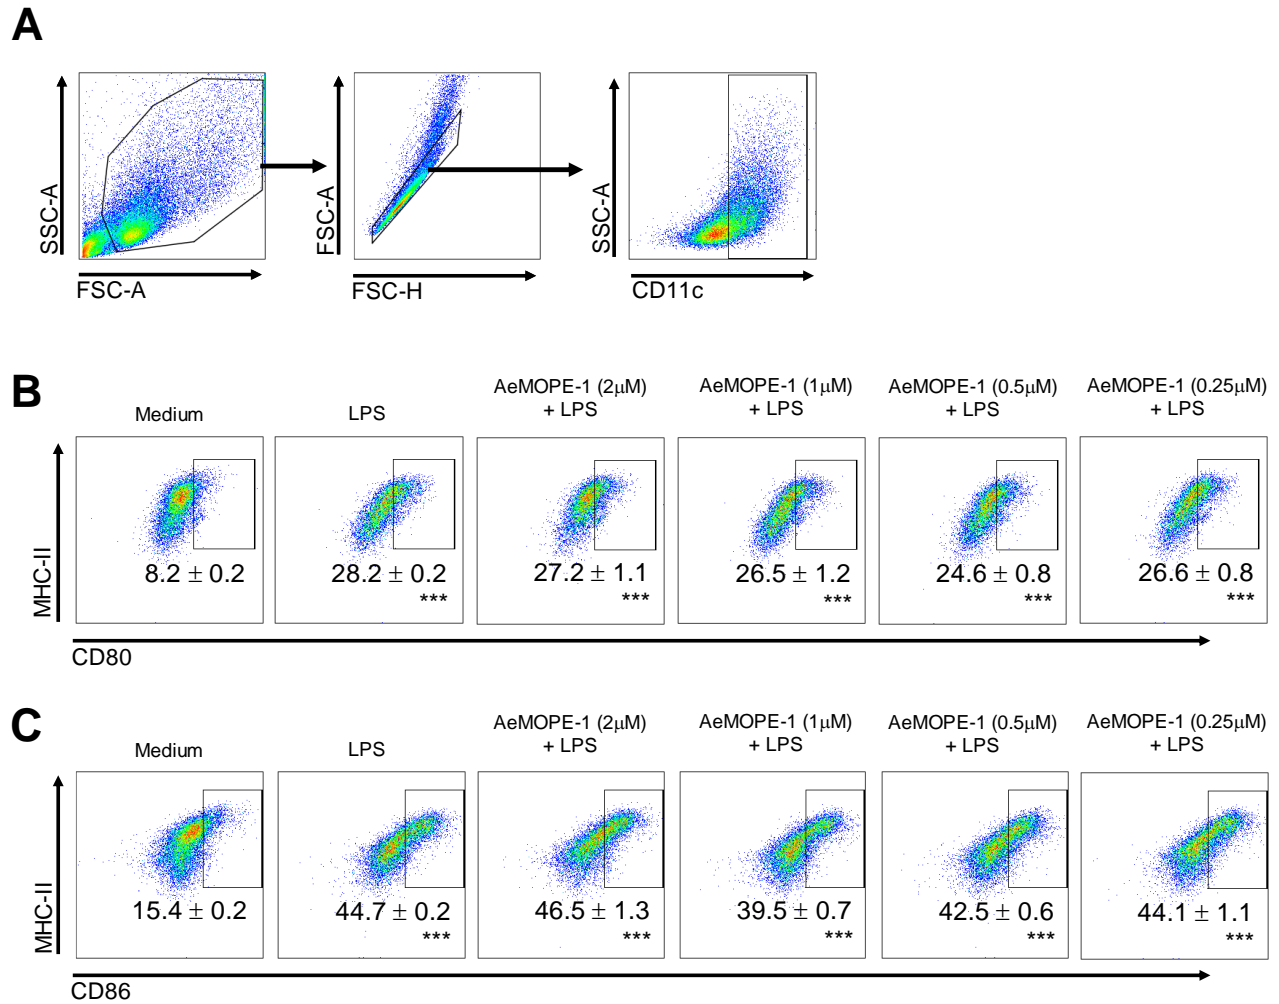 A
SSC-A
FSC-A
FSC-A
FSC-H
SSC-A
CD11c
B
Medium
LPS
AeMOPE-1 (2μM)
+ LPS
AeMOPE-1 (1μM)
+ LPS
AeMOPE-1 (0.5μM)
+ LPS
AeMOPE-1 (0.25μM)
+ LPS
MHC-II
8.2 ± 0.2
28.2 ± 0.2
***
27.2 ± 1.1
***
26.5 ± 1.2
***
24.6 ± 0.8
***
26.6 ± 0.8
***
CD80
C
Medium
LPS
AeMOPE-1 (2μM)
+ LPS
AeMOPE-1 (1μM)
+ LPS
AeMOPE-1 (0.5μM)
+ LPS
AeMOPE-1 (0.25μM)
+ LPS
MHC-II
15.4 ± 0.2
44.7 ± 0.2
***
46.5 ± 1.3
***
39.5 ± 0.7
***
42.5 ± 0.6
***
44.1 ± 1.1
***
CD86